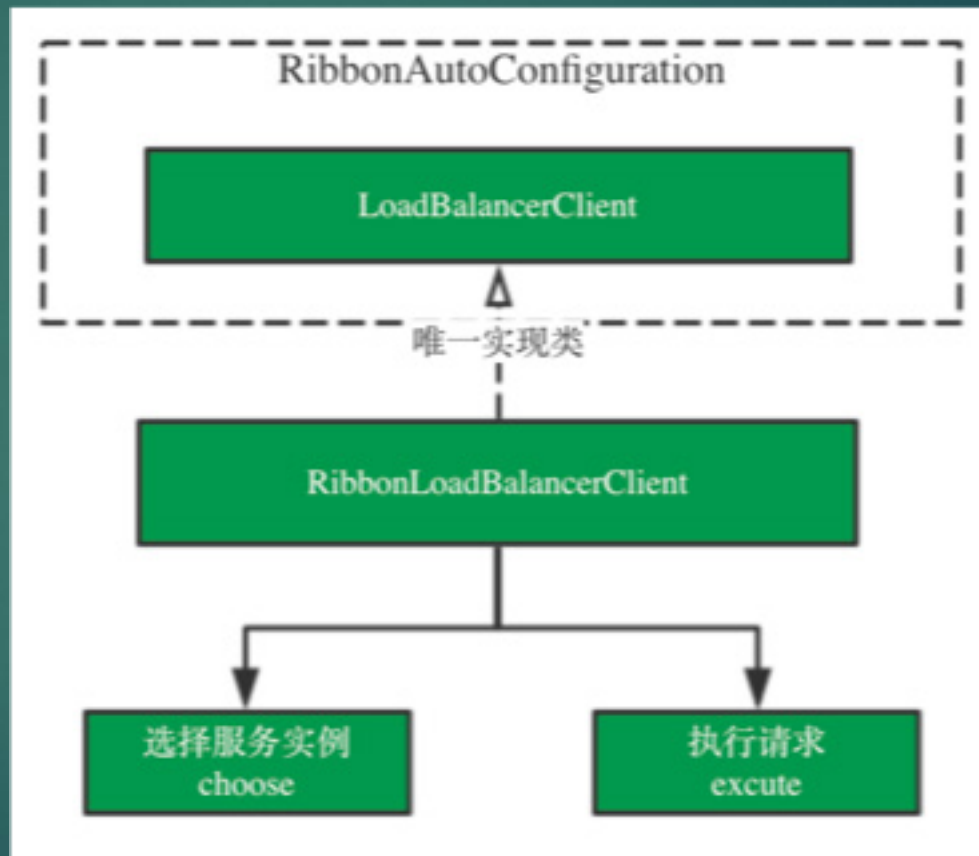 RibbonAutoConfiguration
LoadBalancerClient
唯一实现类
RibbonLoadBalancerClient
选择服务实例
choose
执行请求
excute